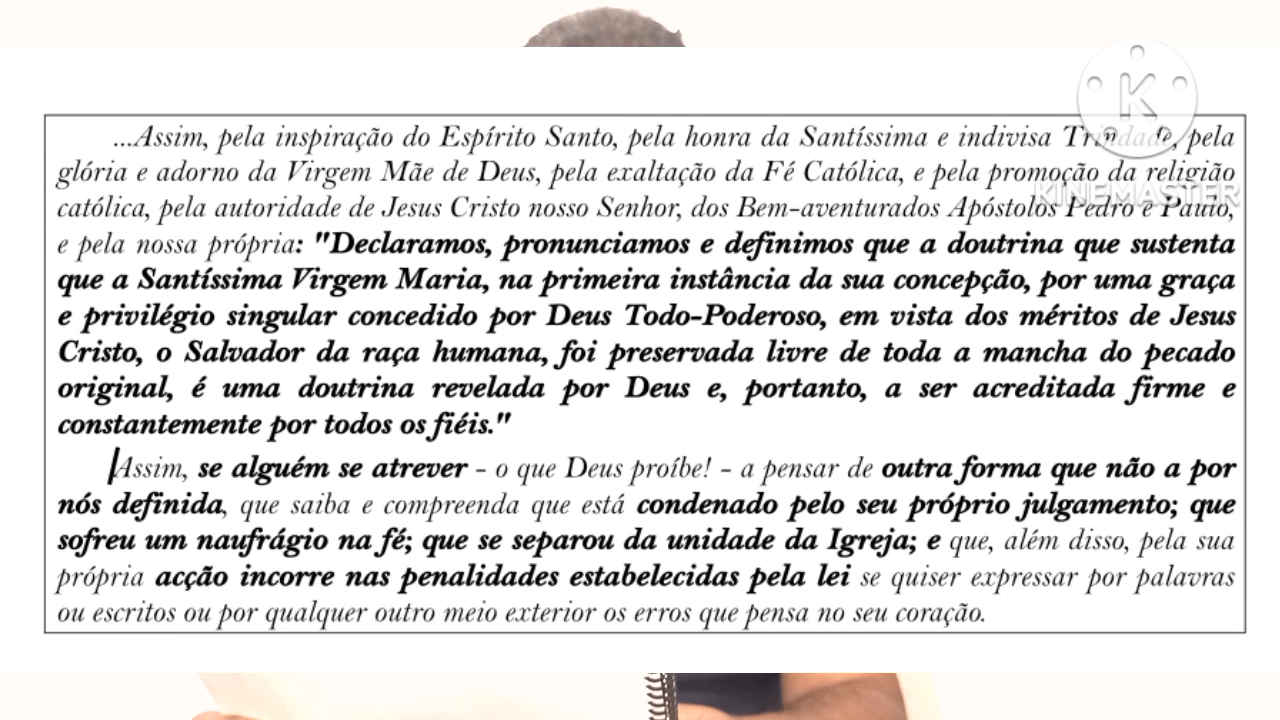 ...Assim, pela inspiração do Espírito Santo, pela honra da Santíssima e indivisa Trindade, pela
glória e adorno da Virgem Mãe de Deus, pela exaltação da Fé Católica, e pela promoção da religião
católica, pela autoridade de Jesus Cristo nosso Senhor, dos Bem-aventurados Apóstolos Pedro e Paulo,
e pela nossa própria: "Declaramos, pronunciamos e definimos que a doutrina que sustenta
que a Santíssima Virgem Maria, na primeira instância da sua concepção, por uma graça
e privilégio singular concedido por Deus Todo-Poderoso, em vista dos méritos de Jesus
Cristo, o Salvador da raça humana, foi preservada livre de toda a mancha do pecado
original, é uma doutrina revelada por Deus e, portanto, a ser acreditada firme e
constantemente por todos os fiéis."
Assim, se alguém se atrever - o que Deus proíbe! - a pensar de outra forma que não a por
nós definida, que saiba e compreenda que está condenado pelo seu próprio julgamento; que
sofreu um naufrágio na fé; que se separou da unidade da Igreja; e que, além disso, pela sua
própria acção incorre nas penalidades estabelecidas pela lei se quiser expressar por palavras
ou escritos ou por qualquer outro meio exterior os erros que pensa no seu coração.
K
KINEMASTER